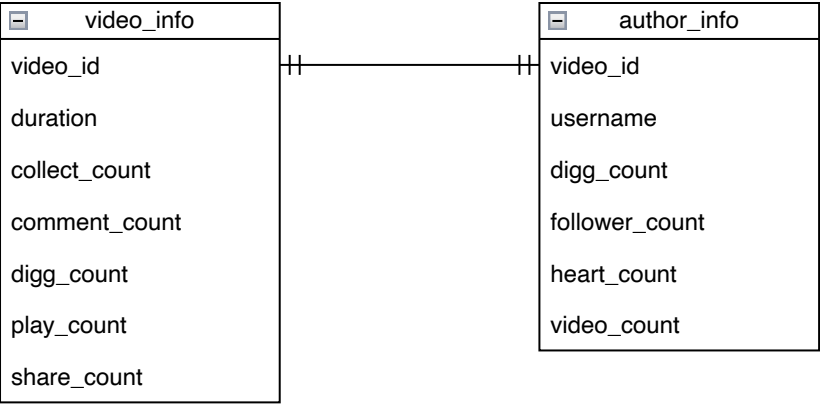 video_info
video_id
duration
collect_count
comment_count
digg_count
play_count
share_count
author_info
video_id
username
digg_count
follower_count
heart_count
video_count